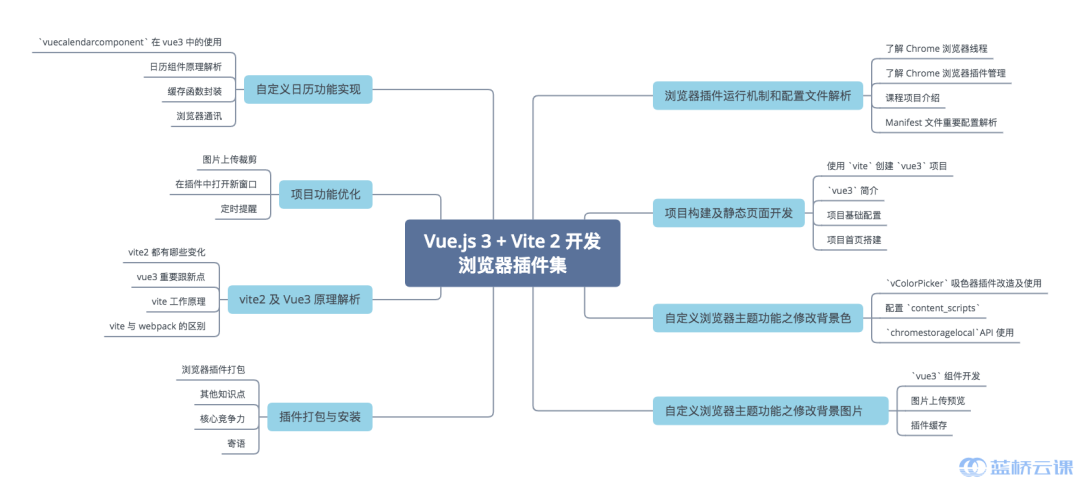 Vue.js 3 + Vite 2 开发
浏览器插件集
浏览器插件运行机制和配置文件解析
了解 Chrome 浏览器线程
了解 Chrome 浏览器插件管理
课程项目介绍
Manifest 文件重要配置解析
项目构建及静态页面开发
使用 `vite` 创建 `vue3` 项目
`vue3` 简介
项目基础配置
项目首页搭建
自定义浏览器主题功能之修改背景色
`vColorPicker` 吸色器插件改造及使用
配置 `content_scripts`
`chromestoragelocal`API 使用
自定义浏览器主题功能之修改背景图片
`vue3` 组件开发
图片上传预览
插件缓存
自定义日历功能实现
`vuecalendarcomponent` 在 vue3 中的使用
日历组件原理解析
缓存函数封装
浏览器通讯
项目功能优化
图片上传裁剪
在插件中打开新窗口
定时提醒
vite2 及 Vue3 原理解析
vite2 都有哪些变化
vue3 重要跟新点
vite 工作原理
vite 与 webpack 的区别
插件打包与安装
浏览器插件打包
其他知识点
核心竞争力
寄语
蓝桥云课